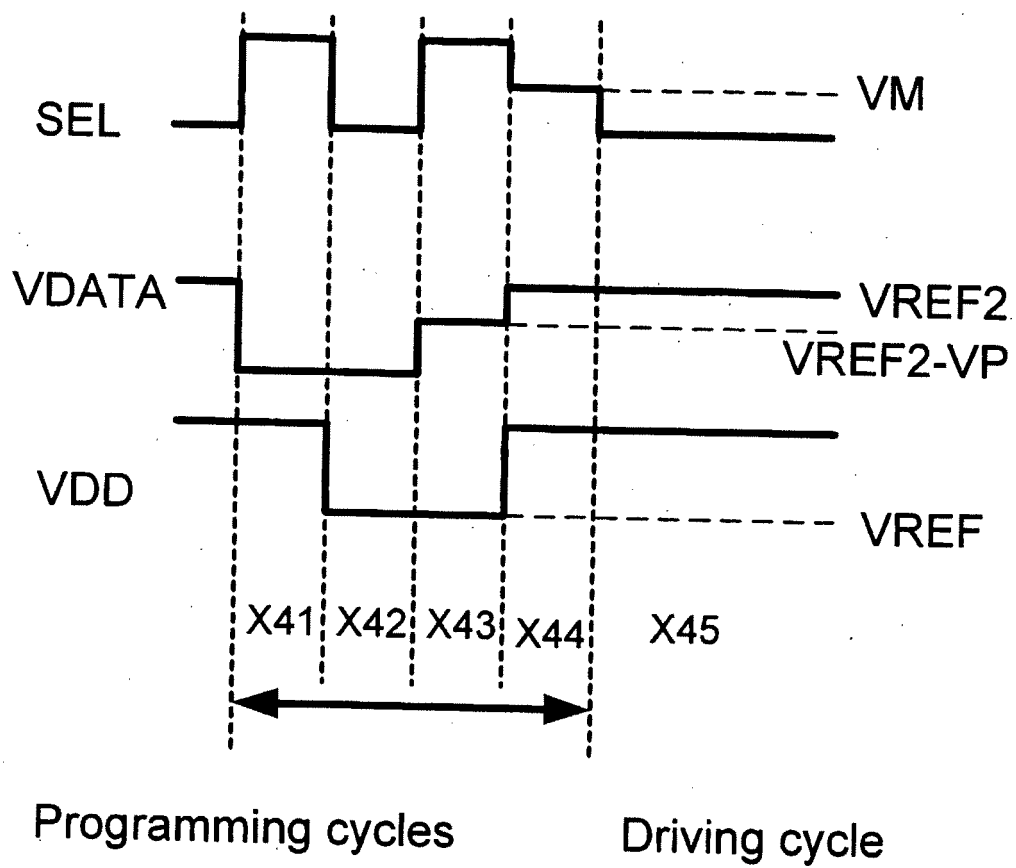 SEL
VM
VDATA
VREF2
VREF2-VP
VDD
VREF
X41 X42 X43 X44 X45
Programming cycles
Driving cycle